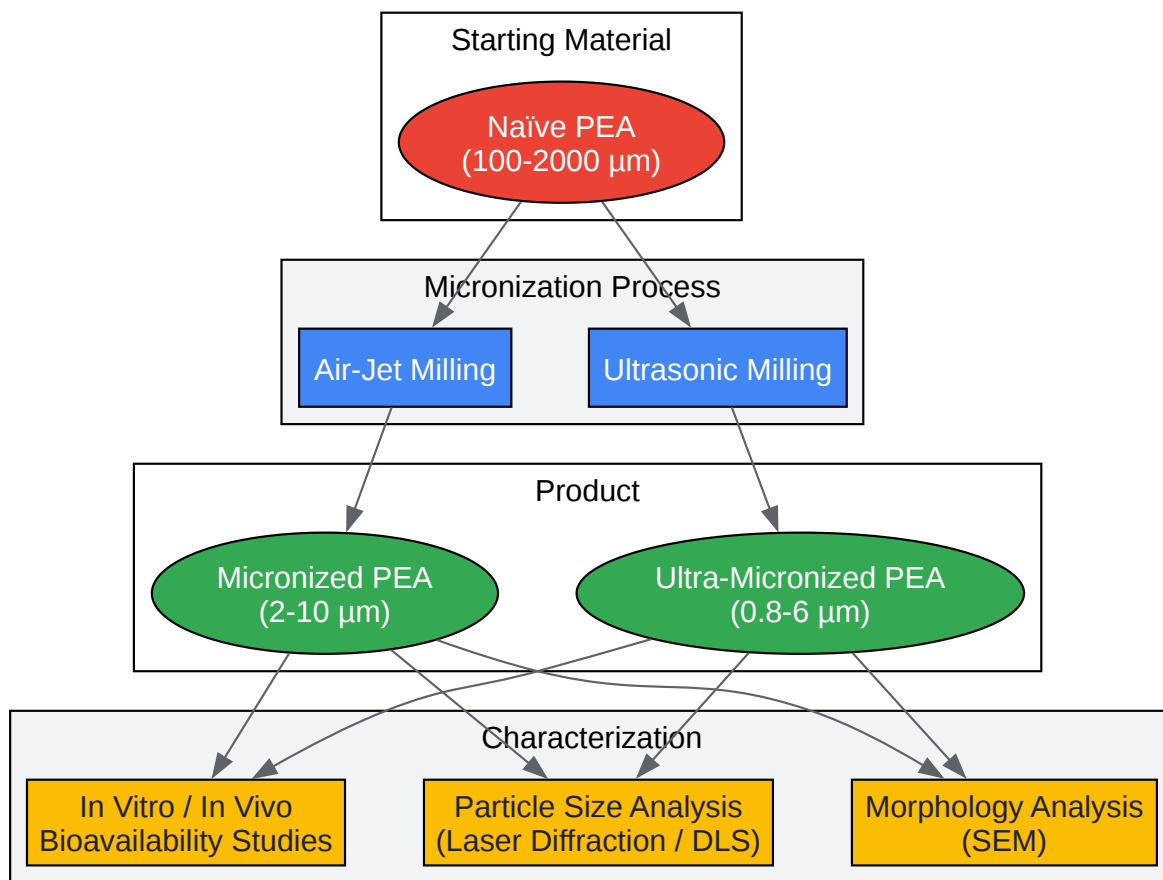 Starting Material
Naïve PEA
(100-2000 µm)
Micronization Process
Air-Jet Milling
Ultrasonic Milling
Product
Micronized PEA
(2-10 µm)
Ultra-Micronized PEA
(0.8-6 µm)
Characterization
In Vitro / In Vivo
Bioavailability Studies
Particle Size Analysis
(Laser Diffraction / DLS)
Morphology Analysis
(SEM)